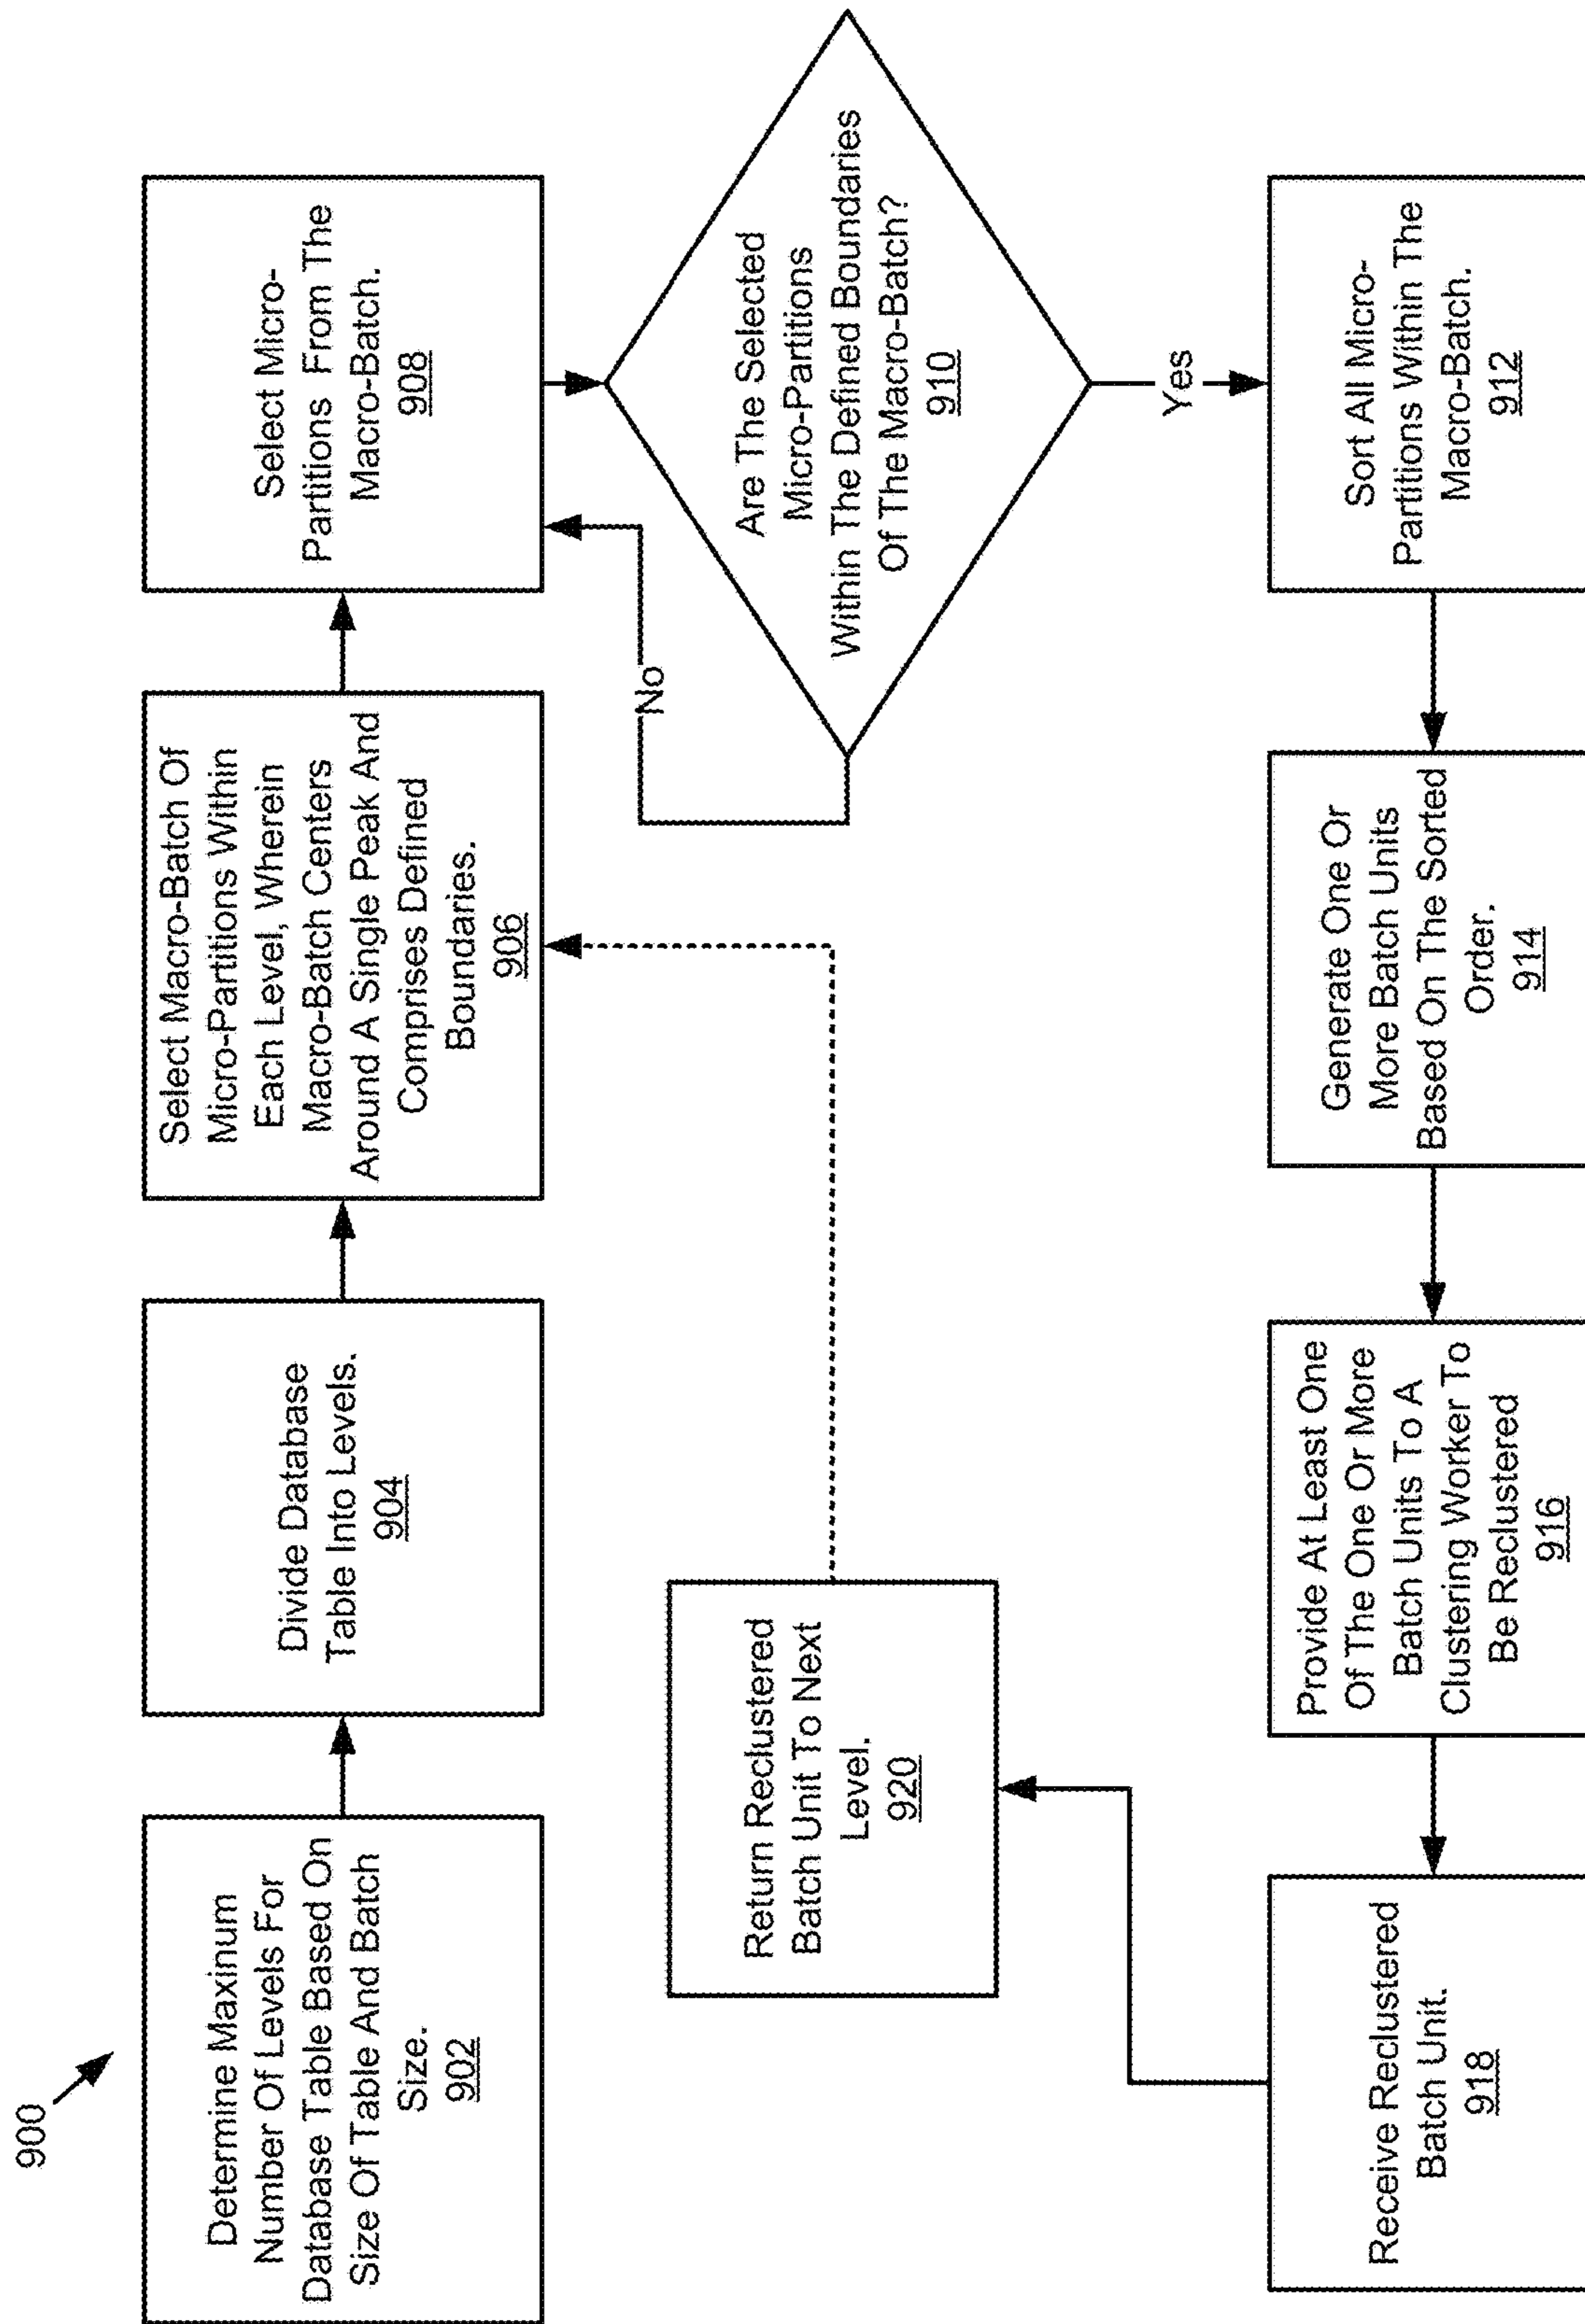 900
Determine Maxinum
Number Of Levels For
Database Table Based On
Size Of Table And Batch
Size.
902
Divide Database
Table Into Levels.
904
Select Macro-Batch Of
Micro-Partitions Within
Each Level, Wherein
Macro-Batch Centers
Around A Single Peak And
Comprises Defined
Boundaries.
906
Select Micro-
Partitions From The
Macro-Batch.
908
Are The Selected
Micro-Partitions
Within The Defined Boundaries
Of The Macro-Batch?
910
No
Yes
Sort All Micro-
Partitions Within The
Macro-Batch.
912
Generate One Or
More Batch Units
Based On The Sorted
Order.
914
Provide At Least One
Of The One Or More
Batch Units To A
Clustering Worker To
Be Reclustered
916
Receive Reclustered
Batch Unit.
918
Return Reclustered
Batch Unit To Next
Level.
920